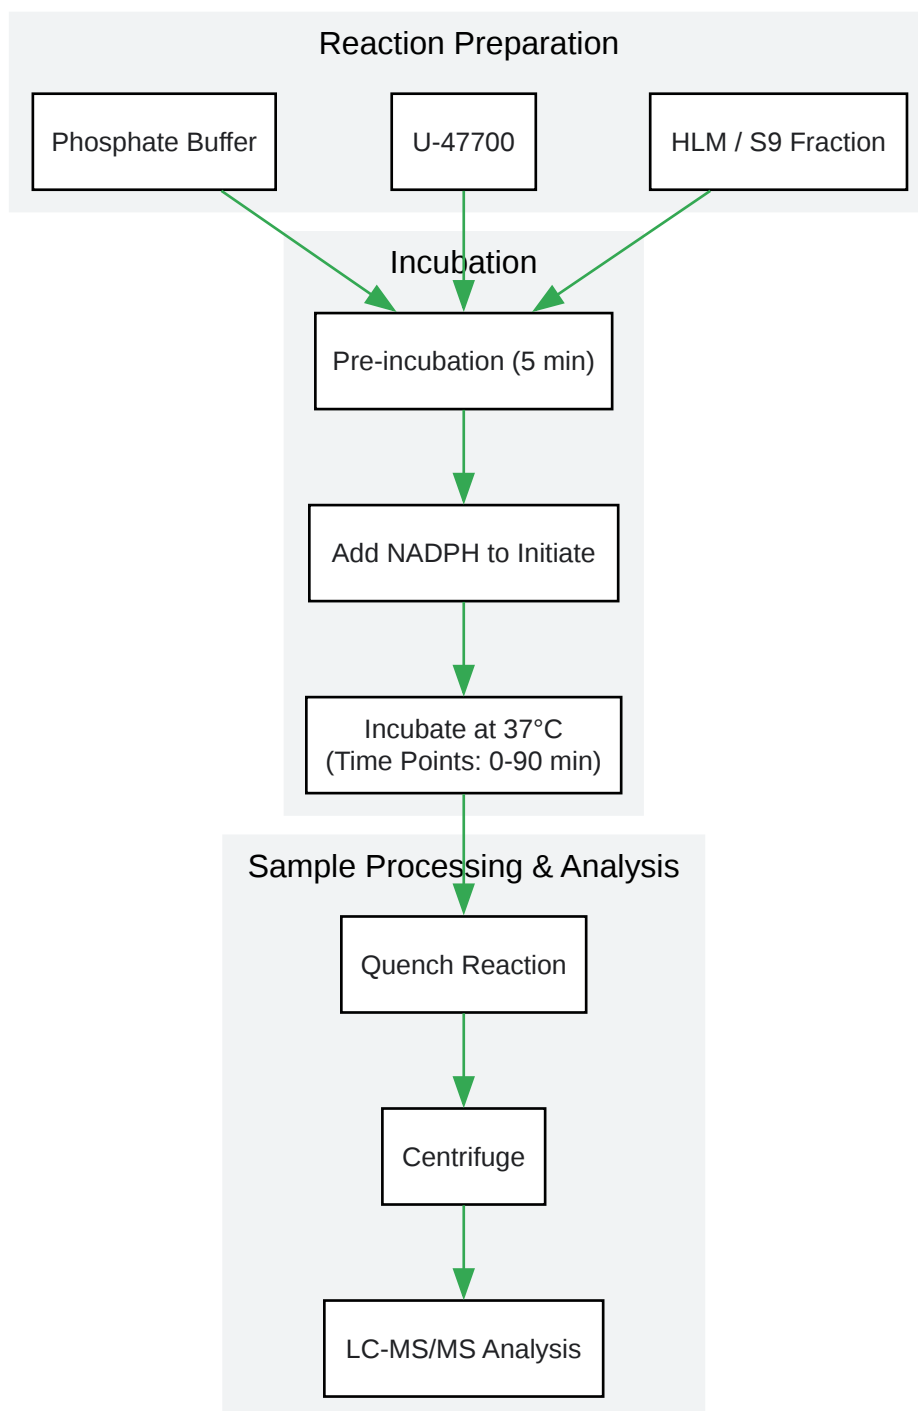 Reaction Preparation
Phosphate Buffer
U-47700
HLM / S9 Fraction
Incubation
Pre-incubation (5 min)
Add NADPH to Initiate
Incubate at 37°C
(Time Points: 0-90 min)
Sample Processing & Analysis
Quench Reaction
Centrifuge
LC-MS/MS Analysis